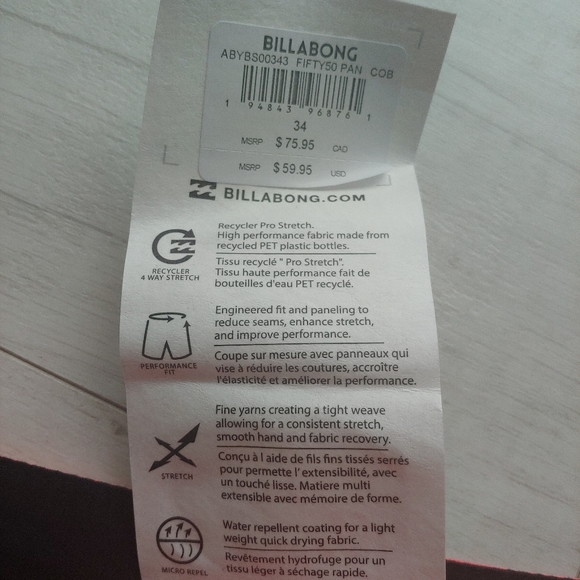 BILLABONG
ABYBS00343 FIFTY50 PAN COB
1 94843 96876 1
34
MSRP $75.95 CAD
MSRP $59.95 USD
BILLABONG.COM
Recycler Pro Stretch.
High performance fabric made from
recycled PET plastic bottles.
Tissu recyclé " Pro Stretch".
Tissu haute performance fait de
bouteilles d'eau PET recyclé.
RECYCLER
4 WAY STRETCH
Engineered fit and paneling to
reduce seams, enhance stretch,
and improve performance.
Coupe sur mesure avec panneaux qui
vise à réduire les coutures, accroître
l'élasticité et améliorer la performance.
PERFORMANCE
FIT
Fine yarns creating a tight weave
allowing for a consistent stretch,
smooth hand and fabric recovery.
Conçu à l aide de fils fins tissés serrés
pour permette l' extensibilité, avec
un touché lisse. Matiere multi
extensible avec mémoire de forme.
STRETCH
Water repellent coating for a light
weight quick drying fabric.
Revêtement hydrofuge pour un
tissu léger à séchage rapide.
MICRO REPEL